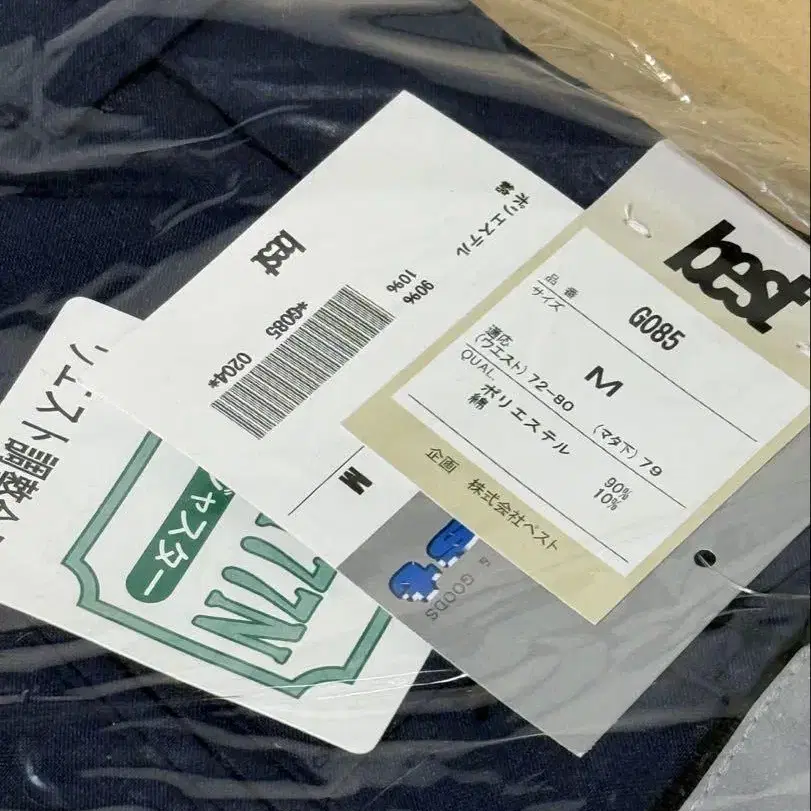 best
品番 G085
サイズ M
適応
(ウエスト) 72-80 (マタ下) 79
QUAL.
ポリエステル 90%
綿 10%
企画 株式会社ベスト
best
ポリエステル 90%
綿 10%
*G085 020A*
M
GOODS
ウエスト調整
ジャスター